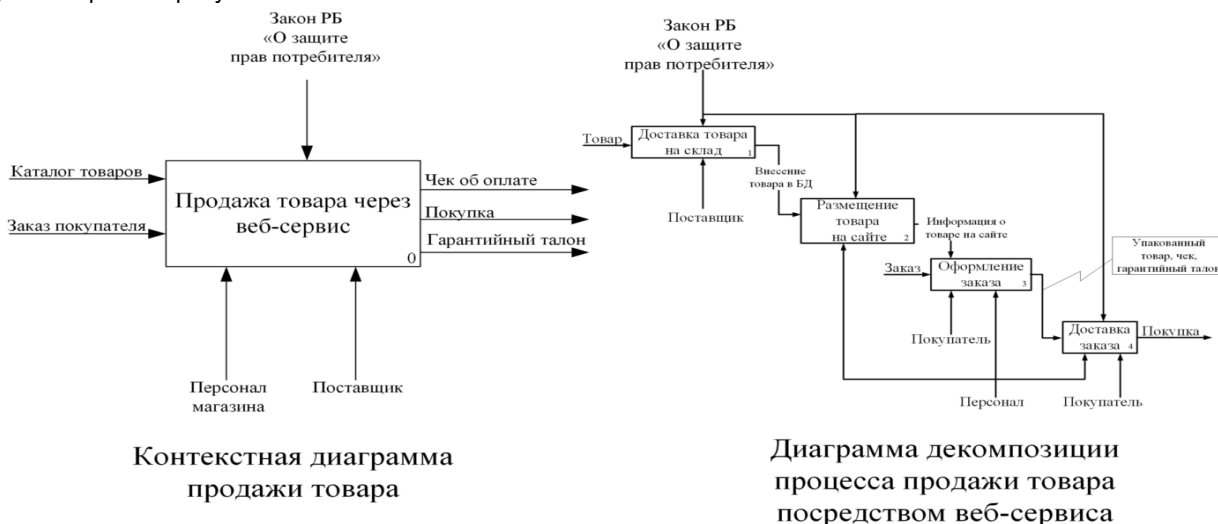 Закон РБ
«О защите
прав потребителя»
Каталог товаров
Заказ покупателя
Продажа товара через
веб-сервис
0
Чек об оплате
Покупка
Гарантийный талон
Персонал
магазина
Поставщик
Контекстная диаграмма
продажи товара
Закон РБ
«О защите
прав потребителя»
Товар
Доставка товара
на склад
1
Внесение
товара в БД
Поставщик
Размещение
товара
на сайте
2
Информация о
товаре на сайте
Упакованный
товар, чек,
гарантийный талон
Заказ
Оформление
заказа
3
Покупатель
Доставка
заказа
4
Покупка
Персонал
Покупатель
Диаграмма декомпозиции
процесса продажи товара
посредством веб-сервиса